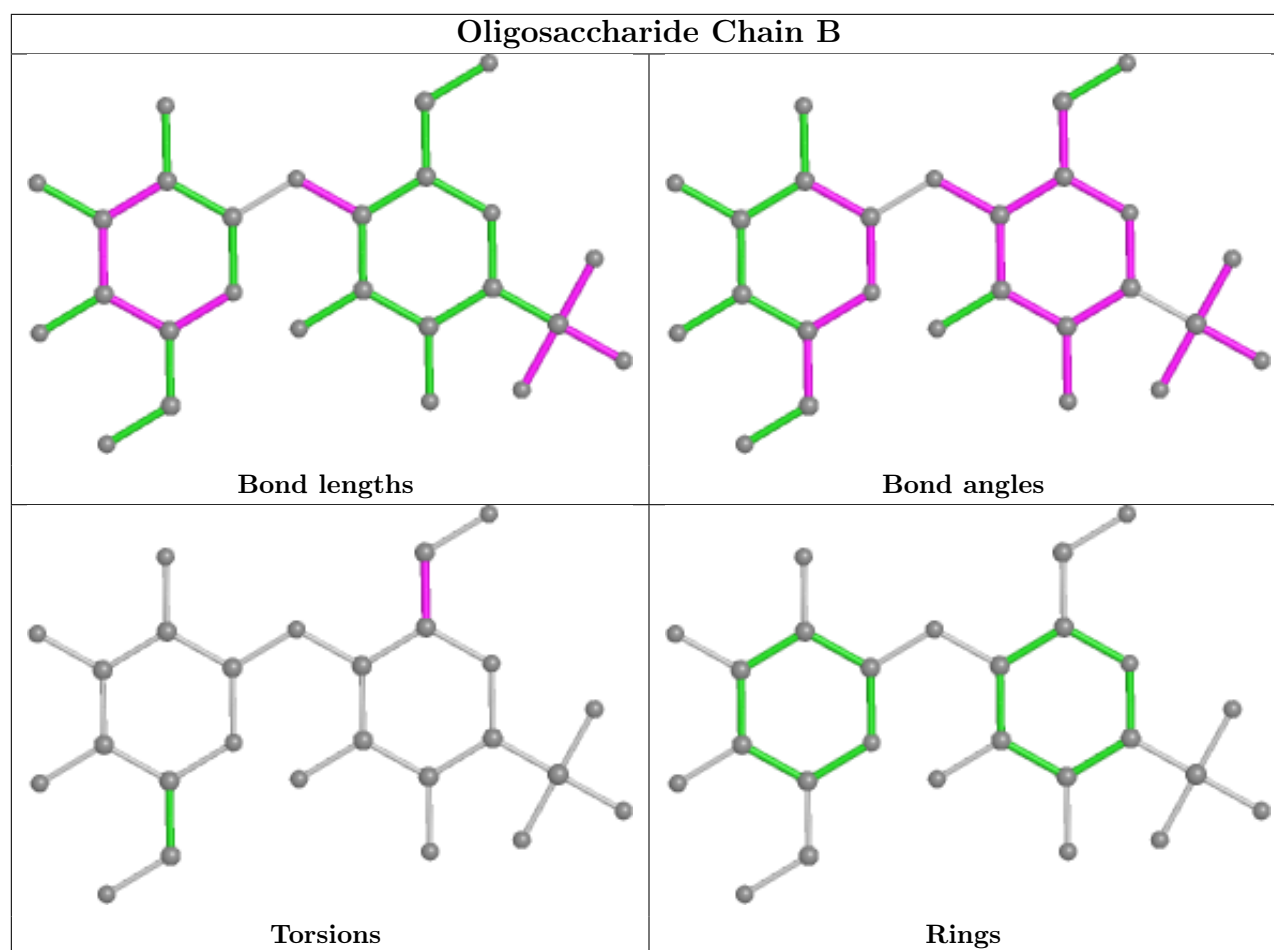 Oligosaccharide Chain B
Bond lengths
Bond angles
Torsions
Rings